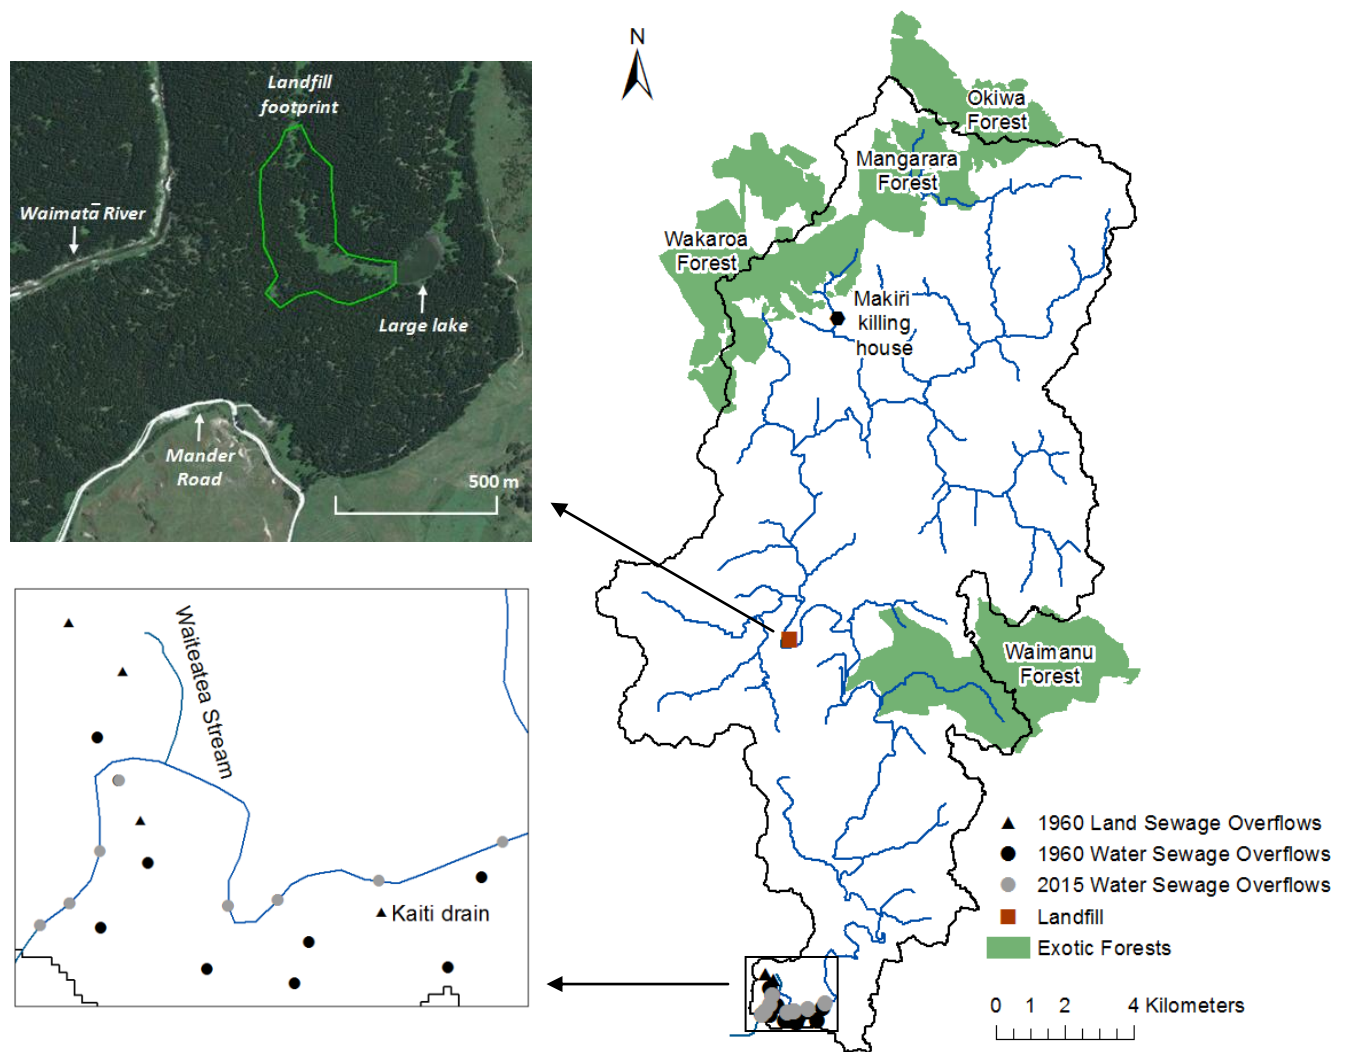 N
Landfill
footprint
Waimatā River
Large lake
Mander
Road
500 m
Okiwa
Forest
Mangarara
Forest
Wakaroa
Forest
Makiri
killing
house
Waimanu
Forest
Waiteatea Stream
Kaiti drain
1960 Land Sewage Overflows
1960 Water Sewage Overflows
2015 Water Sewage Overflows
Landfill
Exotic Forests
0 1 2 4 Kilometers